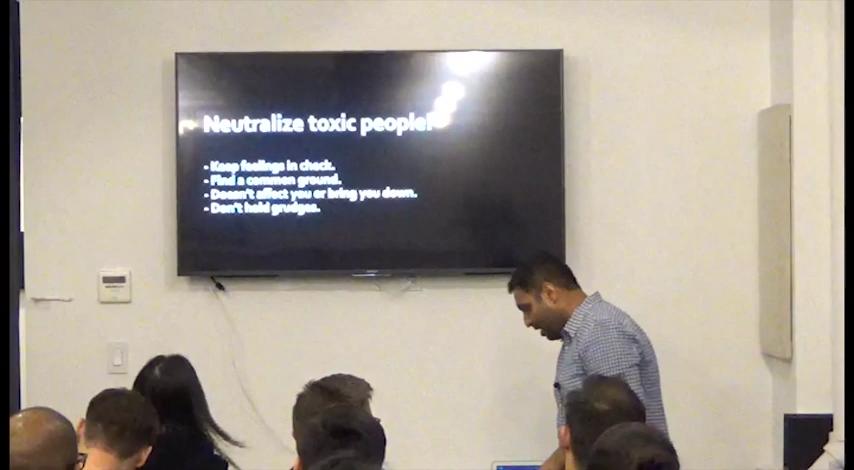 Neutralize toxic people!
- Keep feelings in check.
- Find a common ground.
- Doesn't affect you or bring you down.
- Don't hold grudges.